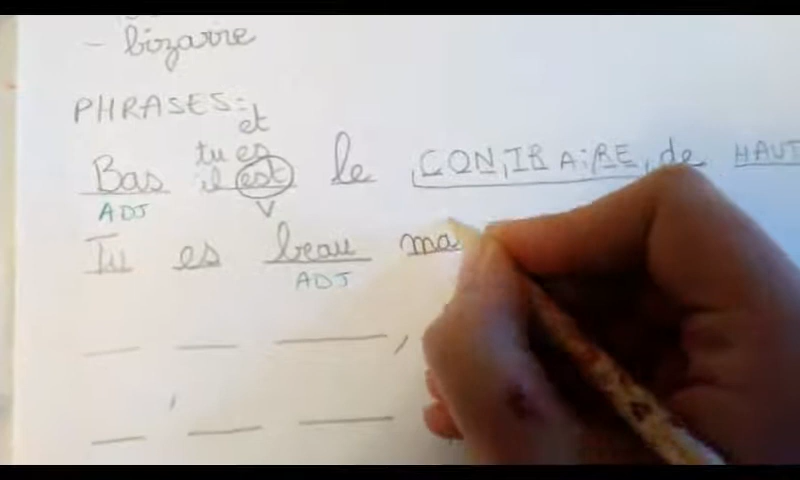 - bizarre
PHRASES:
et
tu es
Bas il est le CONTRAIRE de HAUT
ADJ V
Tu es beau ma
ADJ